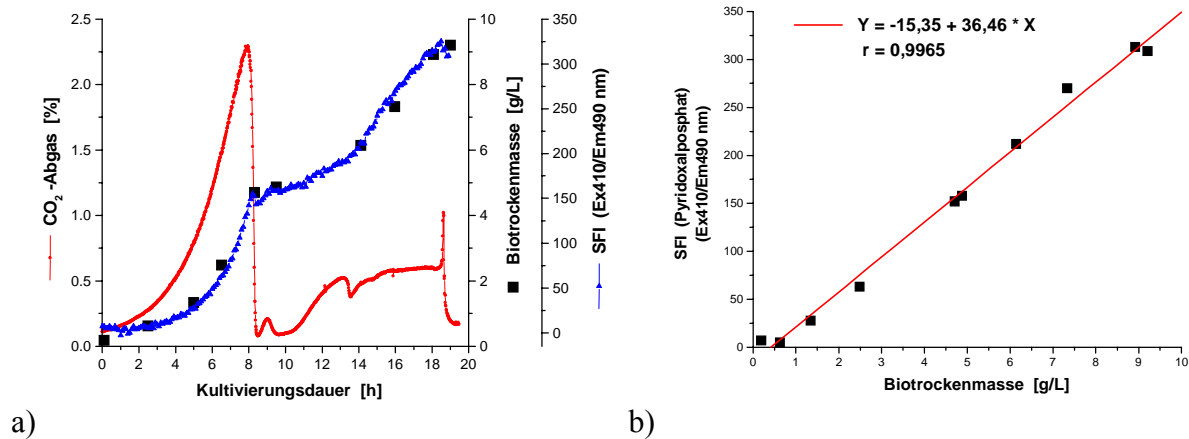 2.5
2.0
1.5
1.0
0.5
0.0
CO2-Abgas [%]
0 2 4 6 8 10 12 14 16 18 20
Kultivierungsdauer [h]
10
8
6
4
2
0
Biotrockenmasse [g/L]
350
300
250
200
150
100
50
0
SFI (Ex410/Em490 nm)
a)
Y = -15,35 + 36,46 * X
r = 0,9965
350
300
250
200
150
100
50
0
SFI (Pyridoxalposphat)
(Ex410/Em490 nm)
0 1 2 3 4 5 6 7 8 9 10
Biotrockenmasse [g/L]
b)